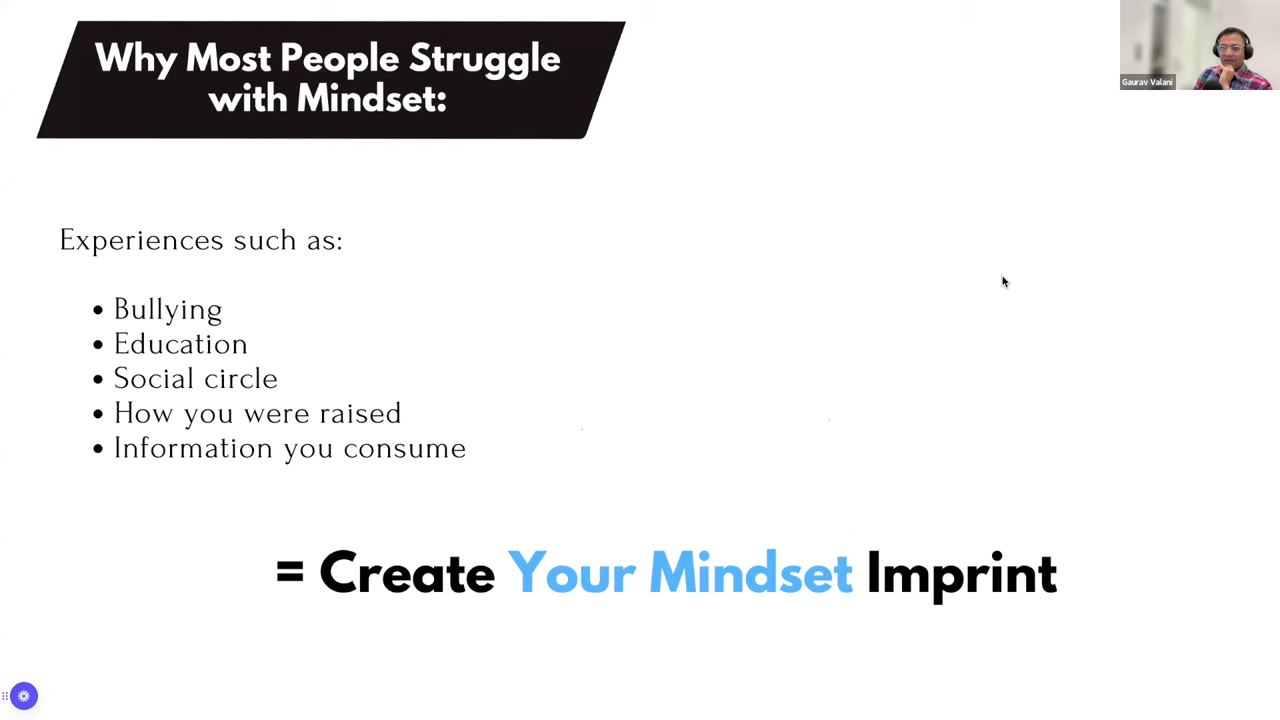 Why Most People Struggle
with Mindset:
Gaurav Valani
Experiences such as:
• Bullying
• Education
• Social circle
• How you were raised
• Information you consume
= Create Your Mindset Imprint